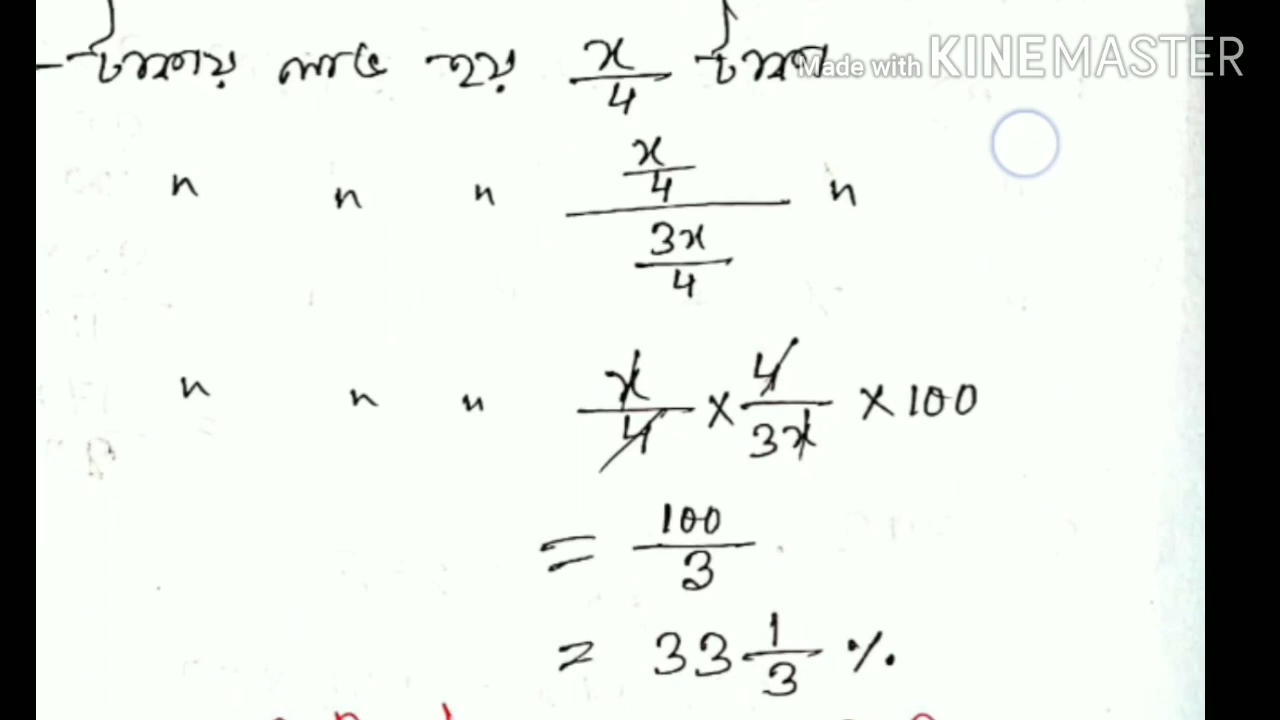 টাকায় লাভ হয় x/4 টাকা
Made with KINEMASTER
" " " (x/4)/(3x/4) "
" " " x/4 × 4/3x × 100
= 100/3
= 33 1/3 %